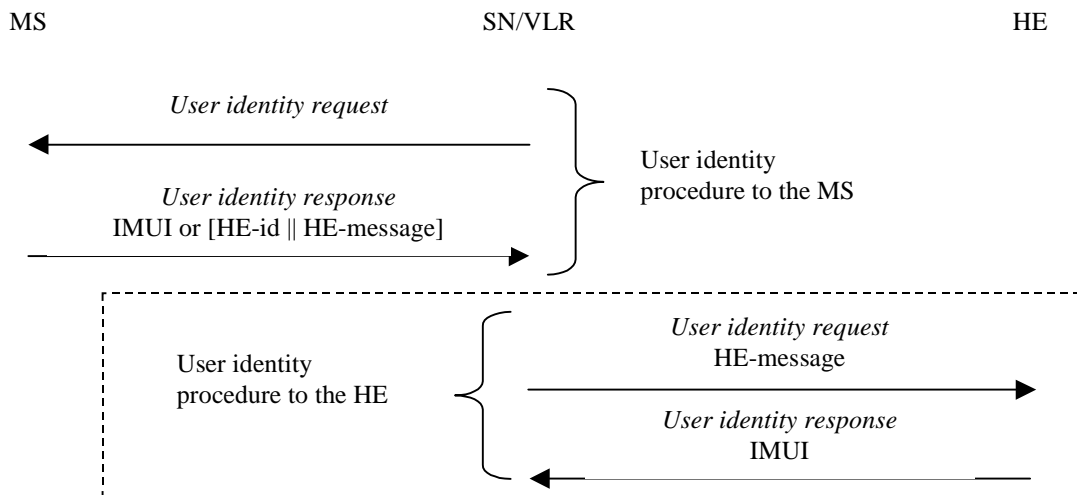 MS
SN/VLR
HE
User identity request
User identity
procedure to the MS
User identity response
IMUI or [HE-id || HE-message]
User identity request
HE-message
User identity
procedure to the HE
User identity response
IMUI